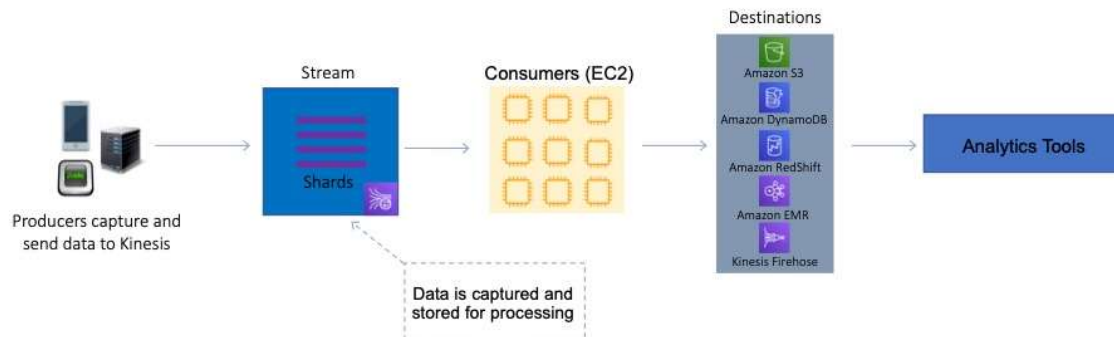 Producers capture and
send data to Kinesis
Stream
Shards
Consumers (EC2)
Destinations
Amazon S3
Amazon DynamoDB
Amazon RedShift
Amazon EMR
Kinesis Firehose
Analytics Tools
Data is captured and
stored for processing